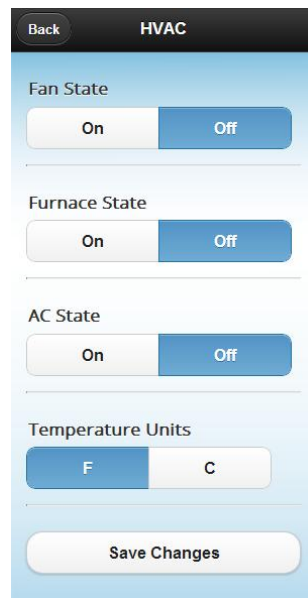 Back HVAC
Fan State
On Off
Furnace State
On Off
AC State
On Off
Temperature Units
F C
Save Changes